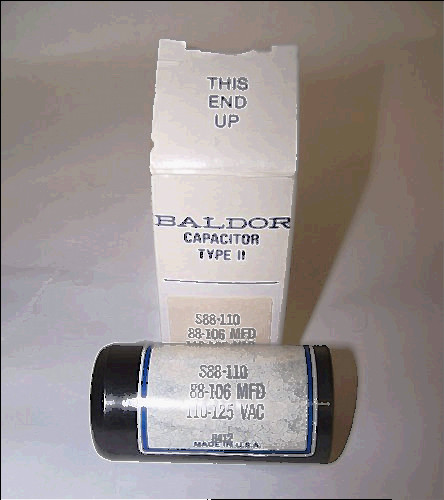 THIS
END
UP
BALDOR
CAPACITOR
TYPE II
S88-110
88-106 MFD
S88-110
88-106 MFD
110-125 VAC
8412
MADE IN U.S.A.